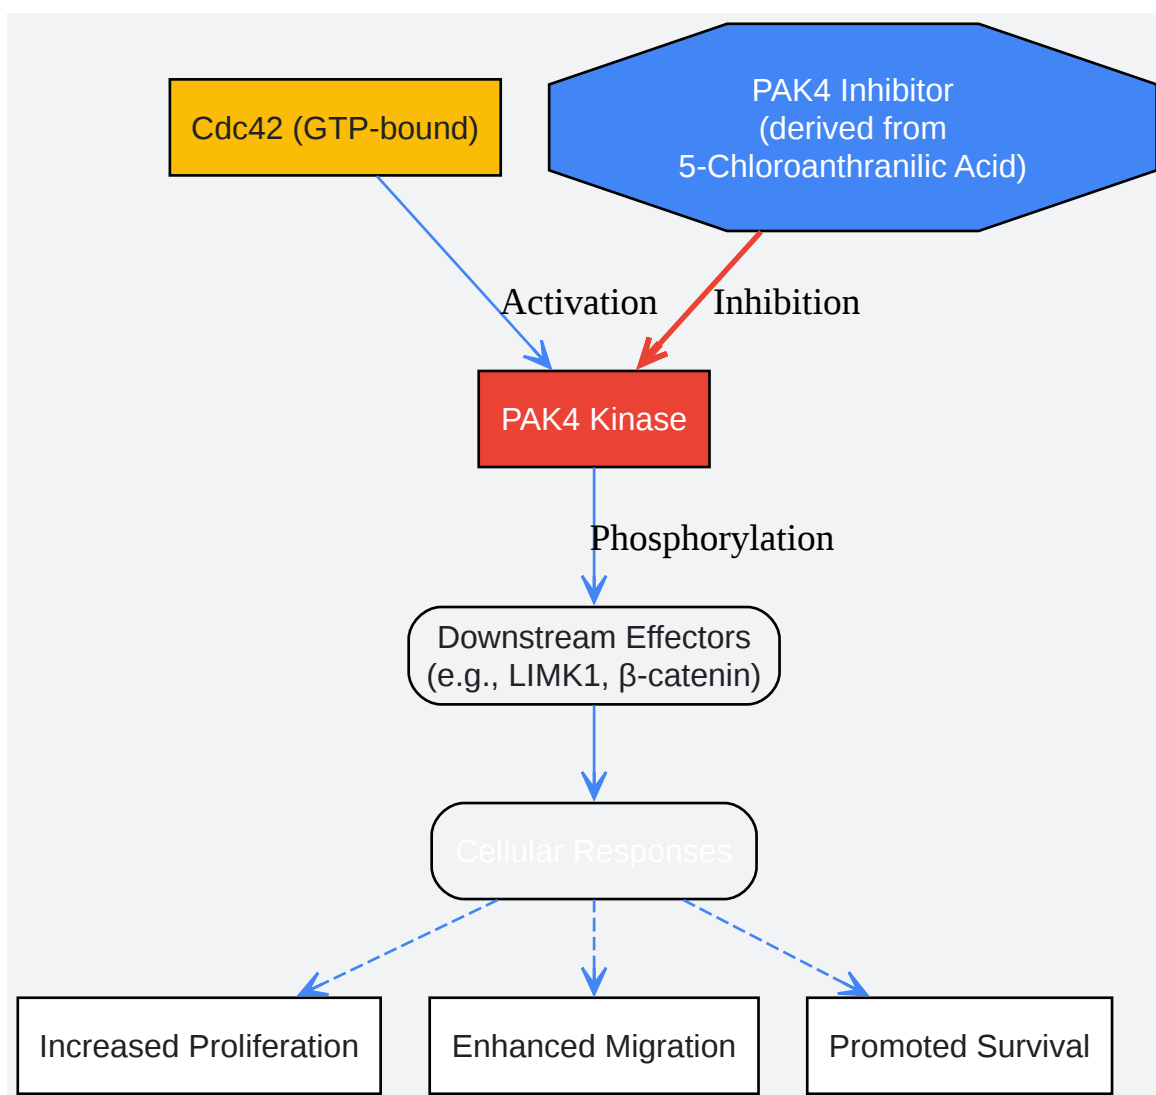 Cdc42 (GTP-bound)
PAK4 Inhibitor
(derived from
5-Chloroanthranilic Acid)
Activation
Inhibition
PAK4 Kinase
Phosphorylation
Downstream Effectors
(e.g., LIMK1, β-catenin)
Cellular Responses
Increased Proliferation
Enhanced Migration
Promoted Survival